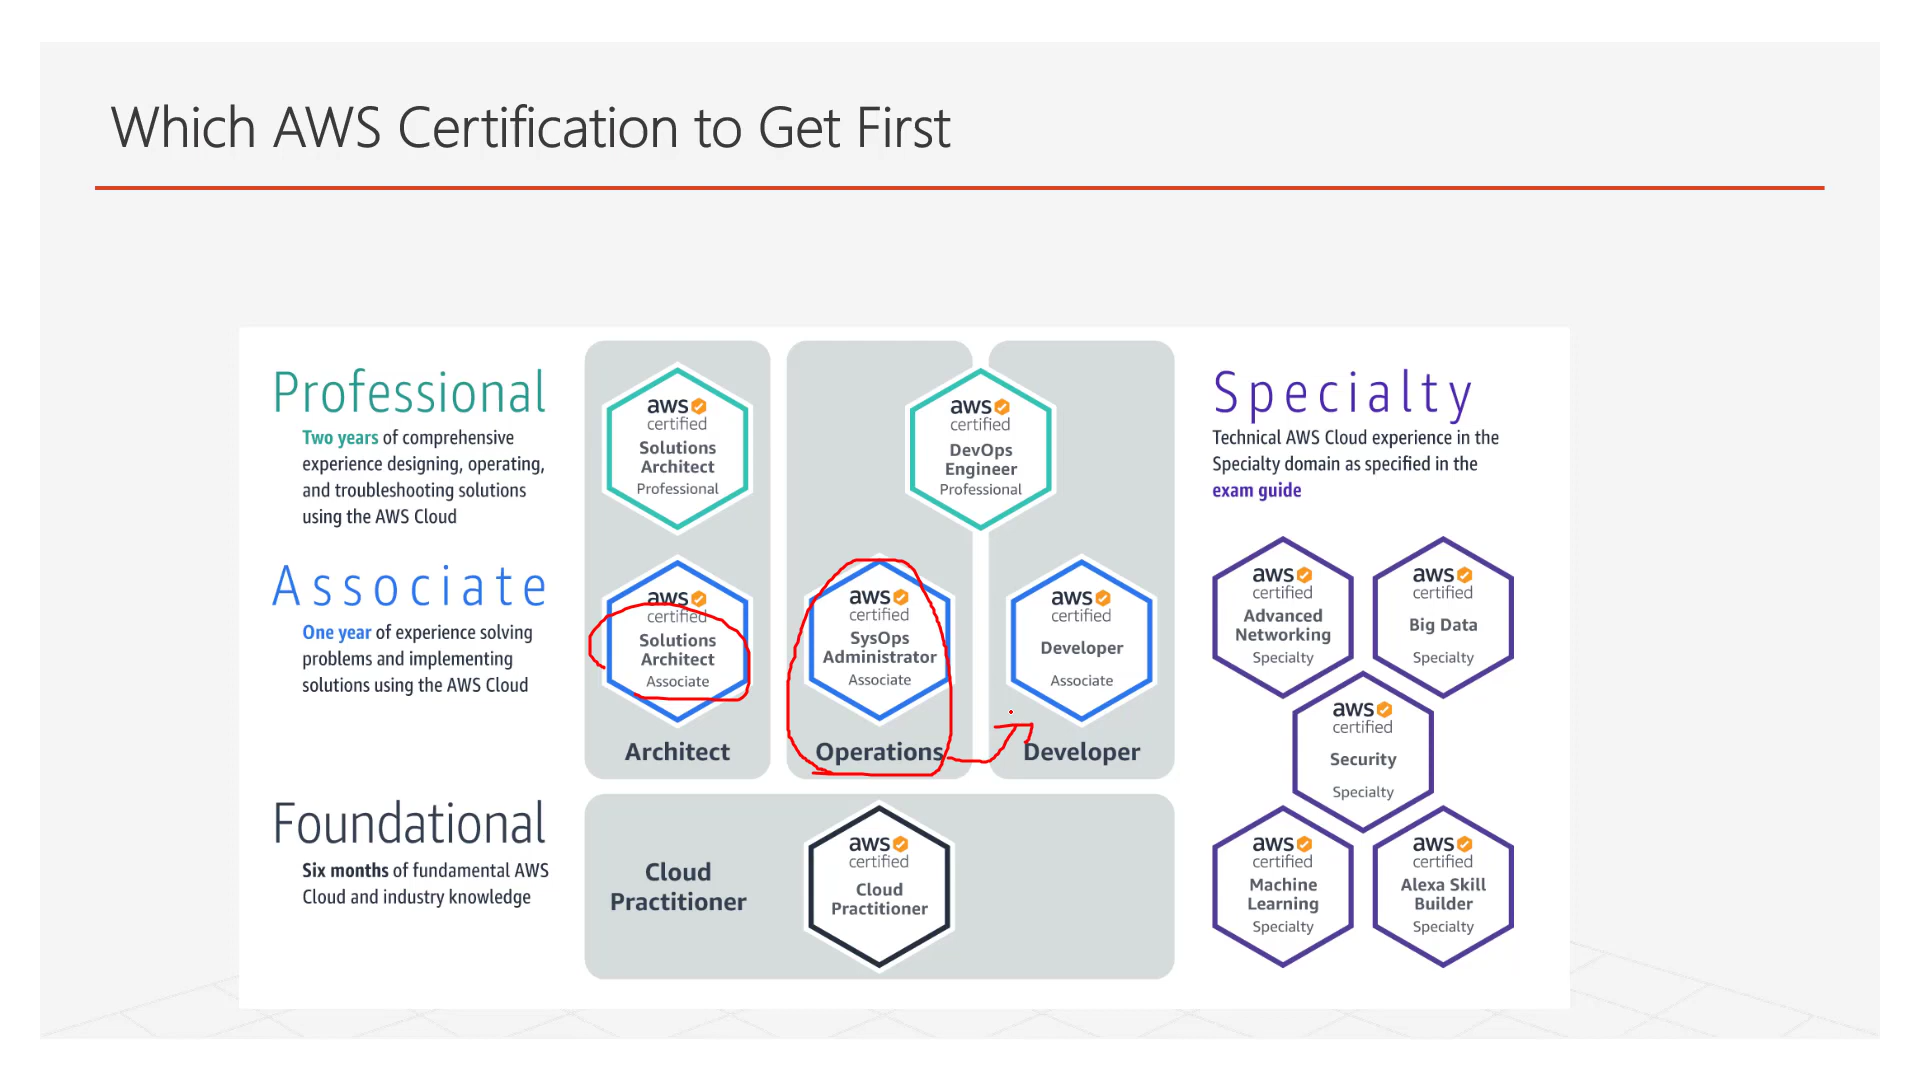 Which AWS Certification to Get First
Professional
Two years of comprehensive
experience designing, operating,
and troubleshooting solutions
using the AWS Cloud
aws
certified
Solutions
Architect
Professional
aws
certified
DevOps
Engineer
Professional
Associate
One year of experience solving
problems and implementing
solutions using the AWS Cloud
aws
certified
Solutions
Architect
Associate
Architect
aws
certified
SysOps
Administrator
Associate
Operations
aws
certified
Developer
Associate
Developer
Foundational
Six months of fundamental AWS
Cloud and industry knowledge
Cloud
Practitioner
aws
certified
Cloud
Practitioner
Specialty
Technical AWS Cloud experience in the
Specialty domain as specified in the
exam guide
aws
certified
Advanced
Networking
Specialty
aws
certified
Big Data
Specialty
aws
certified
Security
Specialty
aws
certified
Machine
Learning
Specialty
aws
certified
Alexa Skill
Builder
Specialty